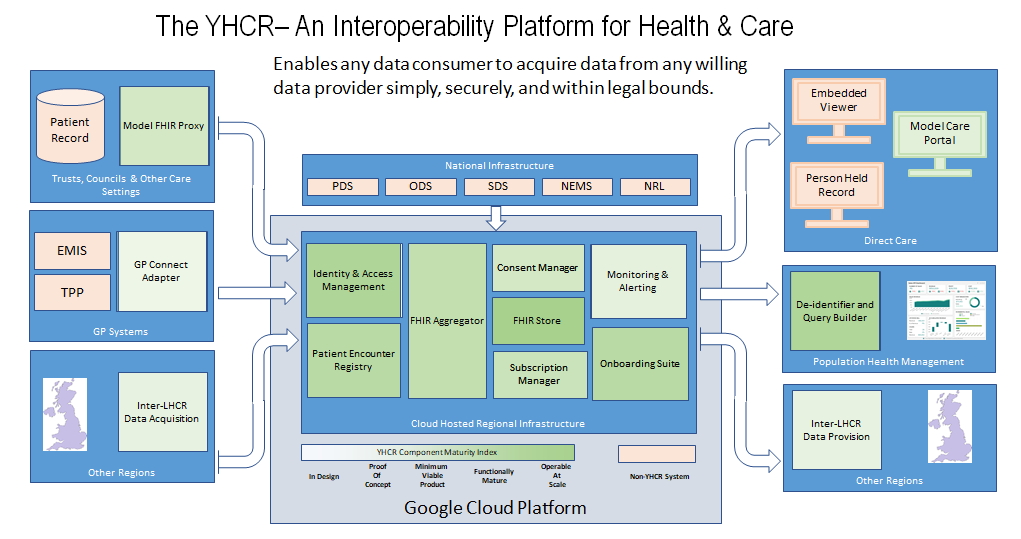 The YHCR– An Interoperability Platform for Health & Care
Enables any data consumer to acquire data from any willing
data provider simply, securely, and within legal bounds.
Patient
Record
Model FHIR Proxy
Trusts, Councils & Other Care
Settings
EMIS
TPP
GP Connect
Adapter
GP Systems
Inter-LHCR
Data Acquisition
Other Regions
National Infrastructure
PDS
ODS
SDS
NEMS
NRL
Identity & Access
Management
Patient Encounter
Registry
FHIR Aggregator
Consent Manager
FHIR Store
Subscription
Manager
Monitoring &
Alerting
Onboarding Suite
Cloud Hosted Regional Infrastructure
YHCR Component Maturity Index
In Design
Proof
Of
Concept
Minimum
Viable
Product
Functionally
Mature
Operable
At
Scale
Non-YHCR System
Google Cloud Platform
Embedded
Viewer
Model Care
Portal
Person Held
Record
Direct Care
De-identifier and
Query Builder
Population Health Management
Inter-LHCR
Data Provision
Other Regions